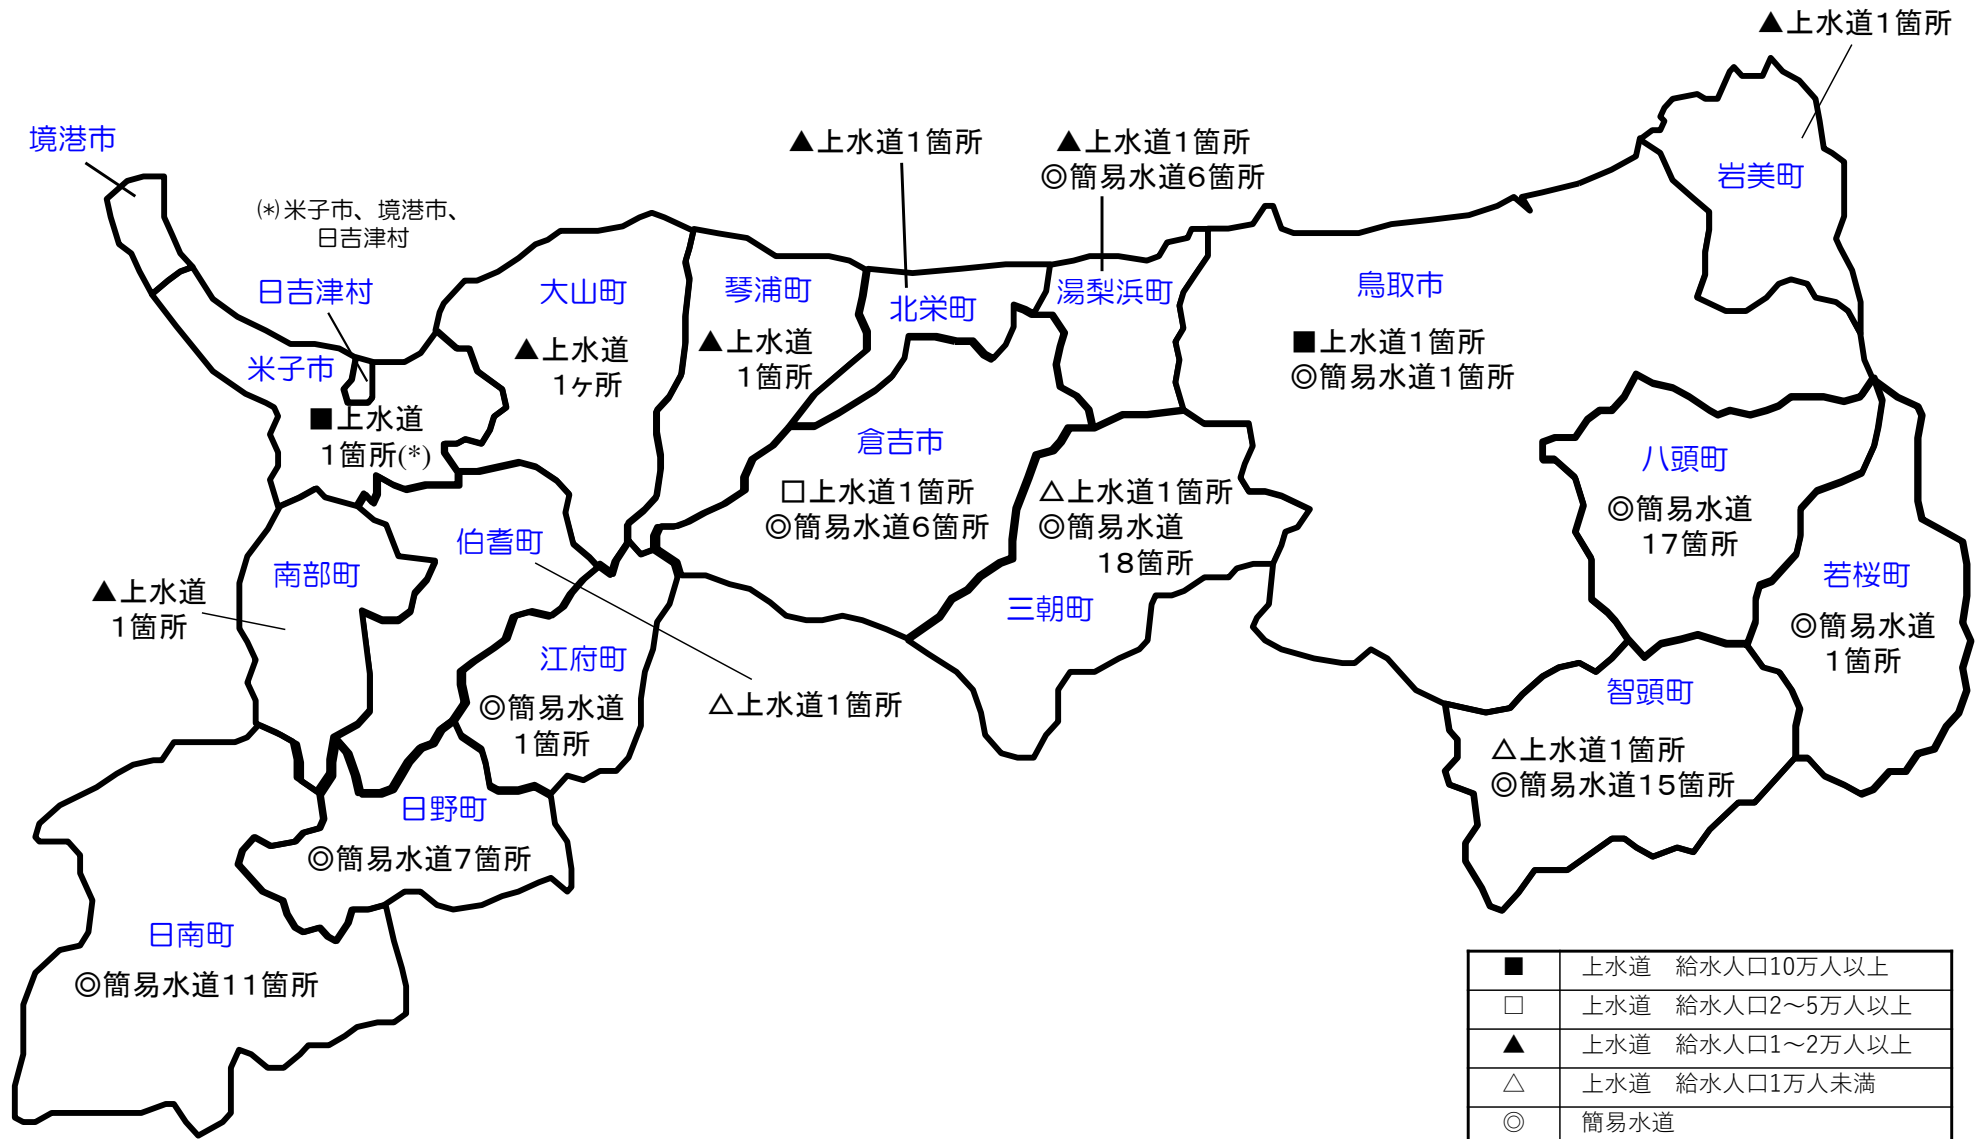 ▲上水道1箇所
境港市
(*)米子市、境港市、
日吉津村
▲上水道1箇所
▲上水道1箇所
◎簡易水道6箇所
岩美町
日吉津村
大山町
琴浦町
北栄町
湯梨浜町
鳥取市
米子市
▲上水道
1ヶ所
▲上水道
1箇所
■上水道1箇所
◎簡易水道1箇所
■上水道
1箇所(*)
倉吉市
□上水道1箇所
◎簡易水道6箇所
△上水道1箇所
◎簡易水道
18箇所
八頭町
◎簡易水道
17箇所
伯耆町
南部町
▲上水道
1箇所
三朝町
若桜町
◎簡易水道
1箇所
江府町
◎簡易水道
1箇所
△上水道1箇所
智頭町
△上水道1箇所
◎簡易水道15箇所
日野町
◎簡易水道7箇所
日南町
◎簡易水道11箇所
■ 上水道 給水人口10万人以上
□ 上水道 給水人口2～5万人以上
▲ 上水道 給水人口1～2万人以上
△ 上水道 給水人口1万人未満
◎ 簡易水道